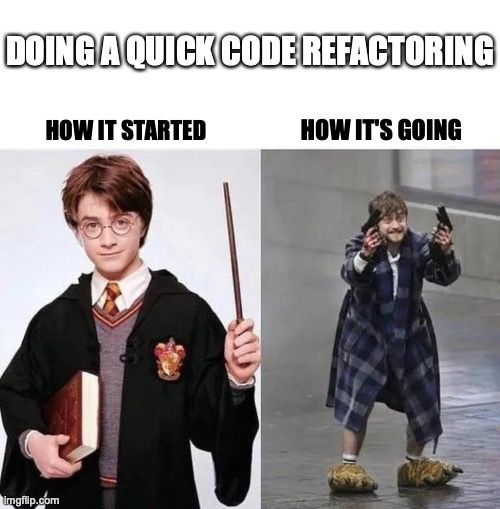 DOING A QUICK CODE REFACTORING
HOW IT STARTED
HOW IT'S GOING
imgflip.com